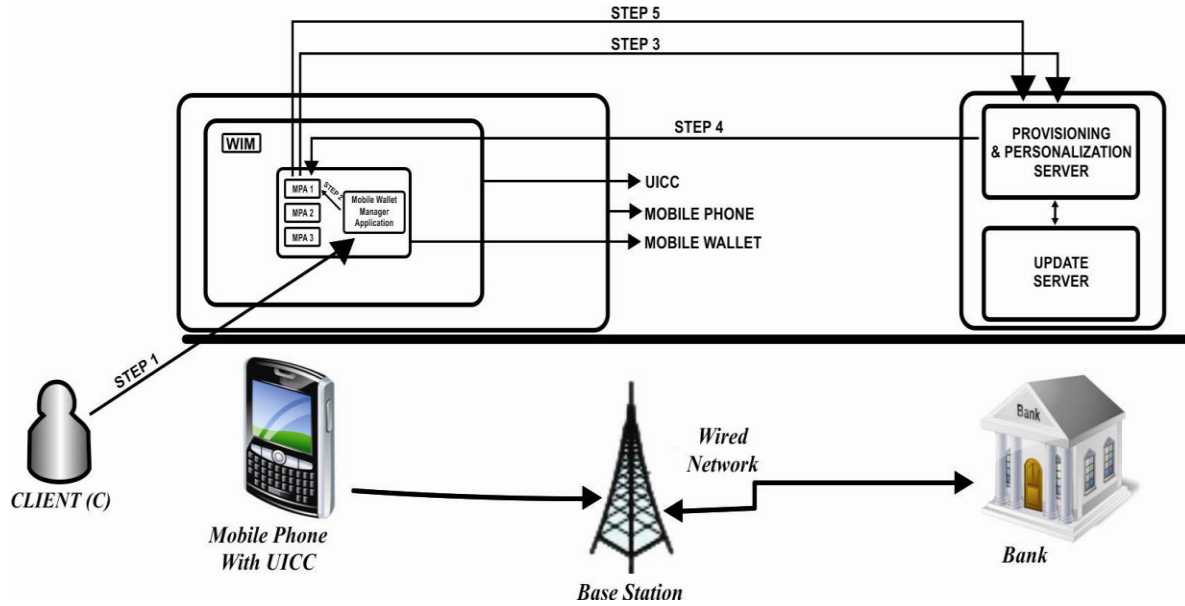 STEP 5
STEP 3
STEP 4
WIM
MPA 1
MPA 2
MPA 3
STEP 2
Mobile Wallet
Manager
Application
UICC
MOBILE PHONE
MOBILE WALLET
PROVISIONING
& PERSONALIZATION
SERVER
UPDATE
SERVER
STEP 1
CLIENT (C)
Mobile Phone
With UICC
Base Station
Wired
Network
Bank
Bank